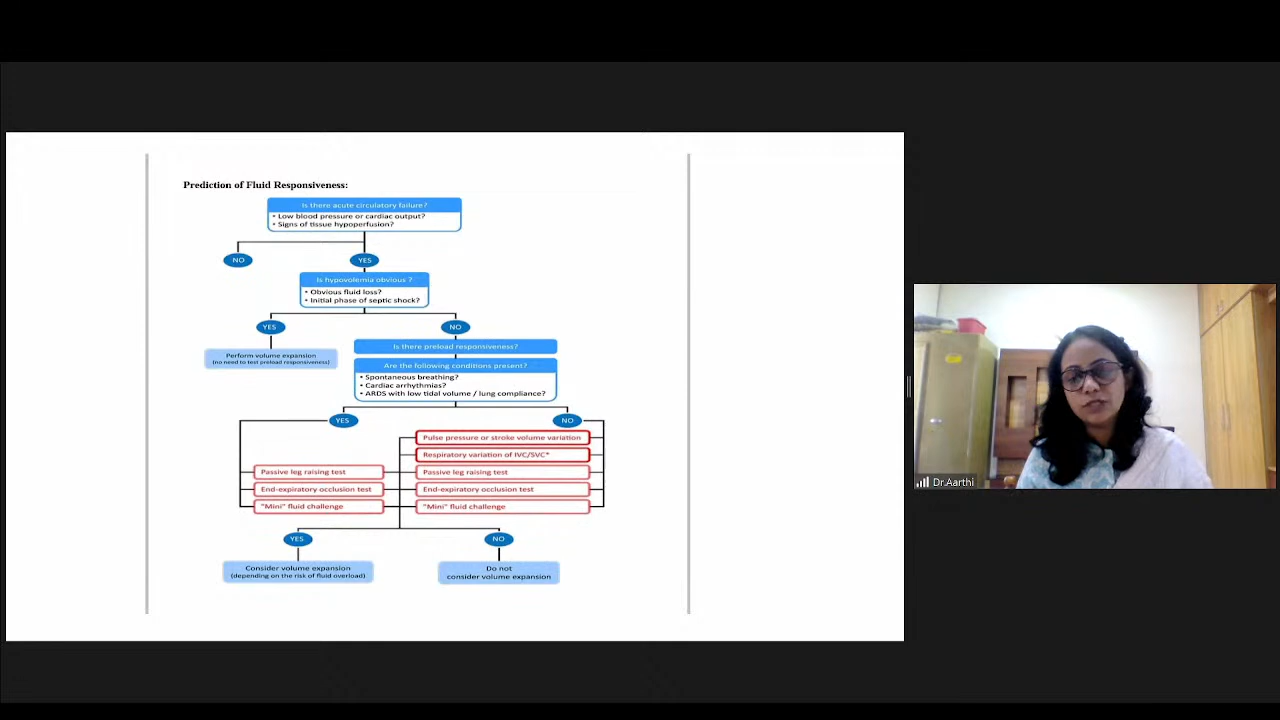 Prediction of Fluid Responsiveness:
Is there acute circulatory failure?
• Low blood pressure or cardiac output?
• Signs of tissue hypoperfusion?
NO
YES
Is hypovolemia obvious ?
• Obvious fluid loss?
• Initial phase of septic shock?
YES
NO
Perform volume expansion
(no need to test preload responsiveness)
Is there preload responsiveness?
Are the following conditions present?
• Spontaneous breathing?
• Cardiac arrhythmias?
• ARDS with low tidal volume / lung compliance?
YES
NO
Pulse pressure or stroke volume variation
Respiratory variation of IVC/SVC*
Passive leg raising test
Passive leg raising test
End-expiratory occlusion test
End-expiratory occlusion test
"Mini" fluid challenge
"Mini" fluid challenge
YES
NO
Consider volume expansion
(depending on the risk of fluid overload)
Do not
consider volume expansion
Dr.Aarthi